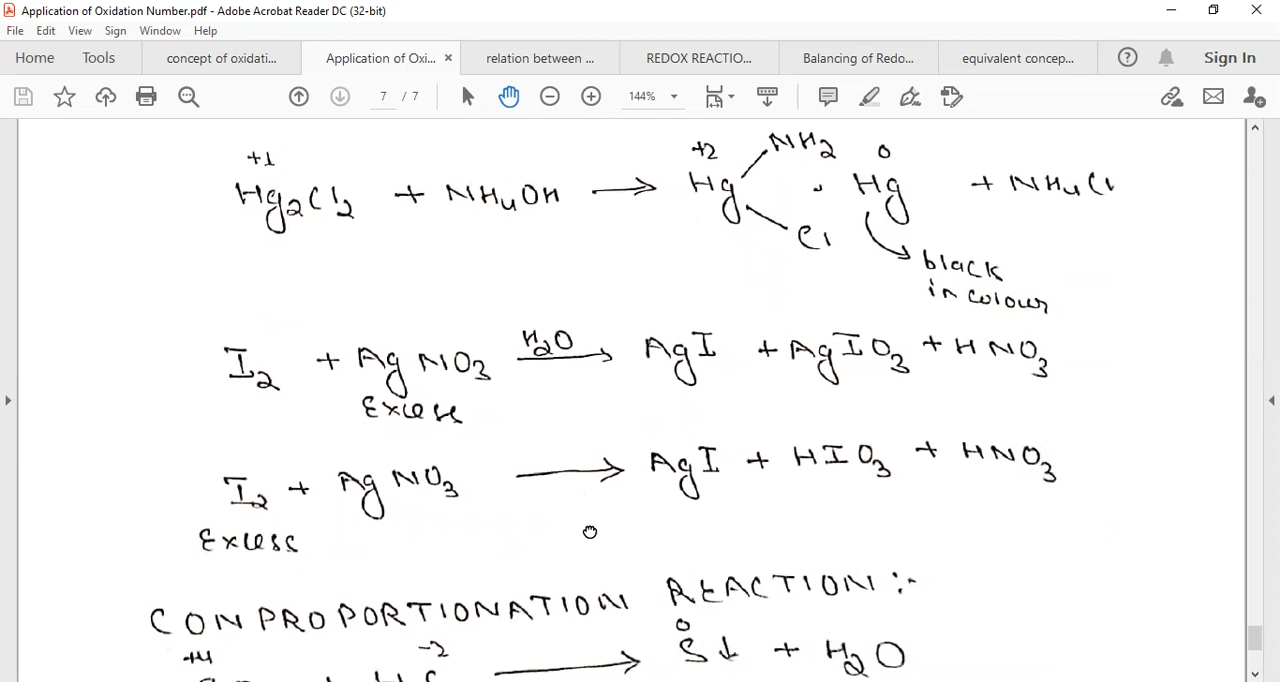 Application of Oxidation Number.pdf - Adobe Acrobat Reader DC (32-bit)
File Edit View Sign Window Help
Home Tools concept of oxidati... Application of Oxi... × relation between ... REDOX REACTIO... Balancing of Redo... equivalent concep... Sign In
7 / 7 144%
+1 +2 NH2 0
Hg2Cl2 + NH4OH → Hg . Hg + NH4Cl
Cl
black
in colour
H2O
I2 + AgNO3 → AgI + AgIO3 + HNO3
Excess
I2 + AgNO3 → AgI + HIO3 + HNO3
Excess
CONPROPORTIONATION REACTION :-
+4 -2 0
→ S↓ + H2O